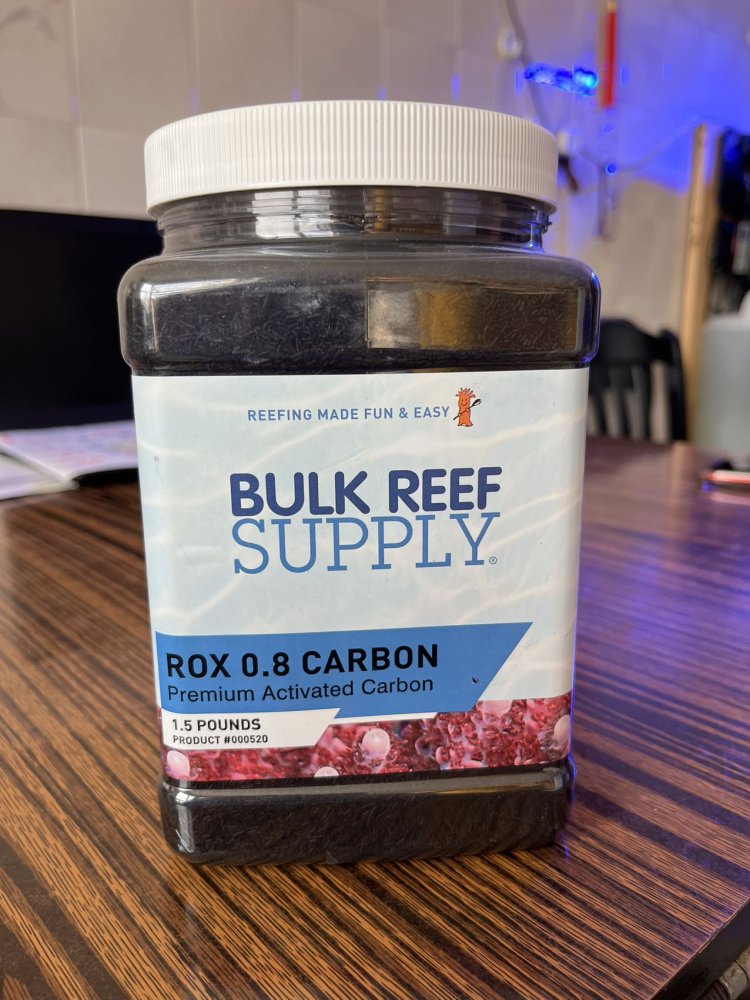 REEFING MADE FUN & EASY
BULK REEF
SUPPLY®
ROX 0.8 CARBON
Premium Activated Carbon
1.5 POUNDS
PRODUCT #000520